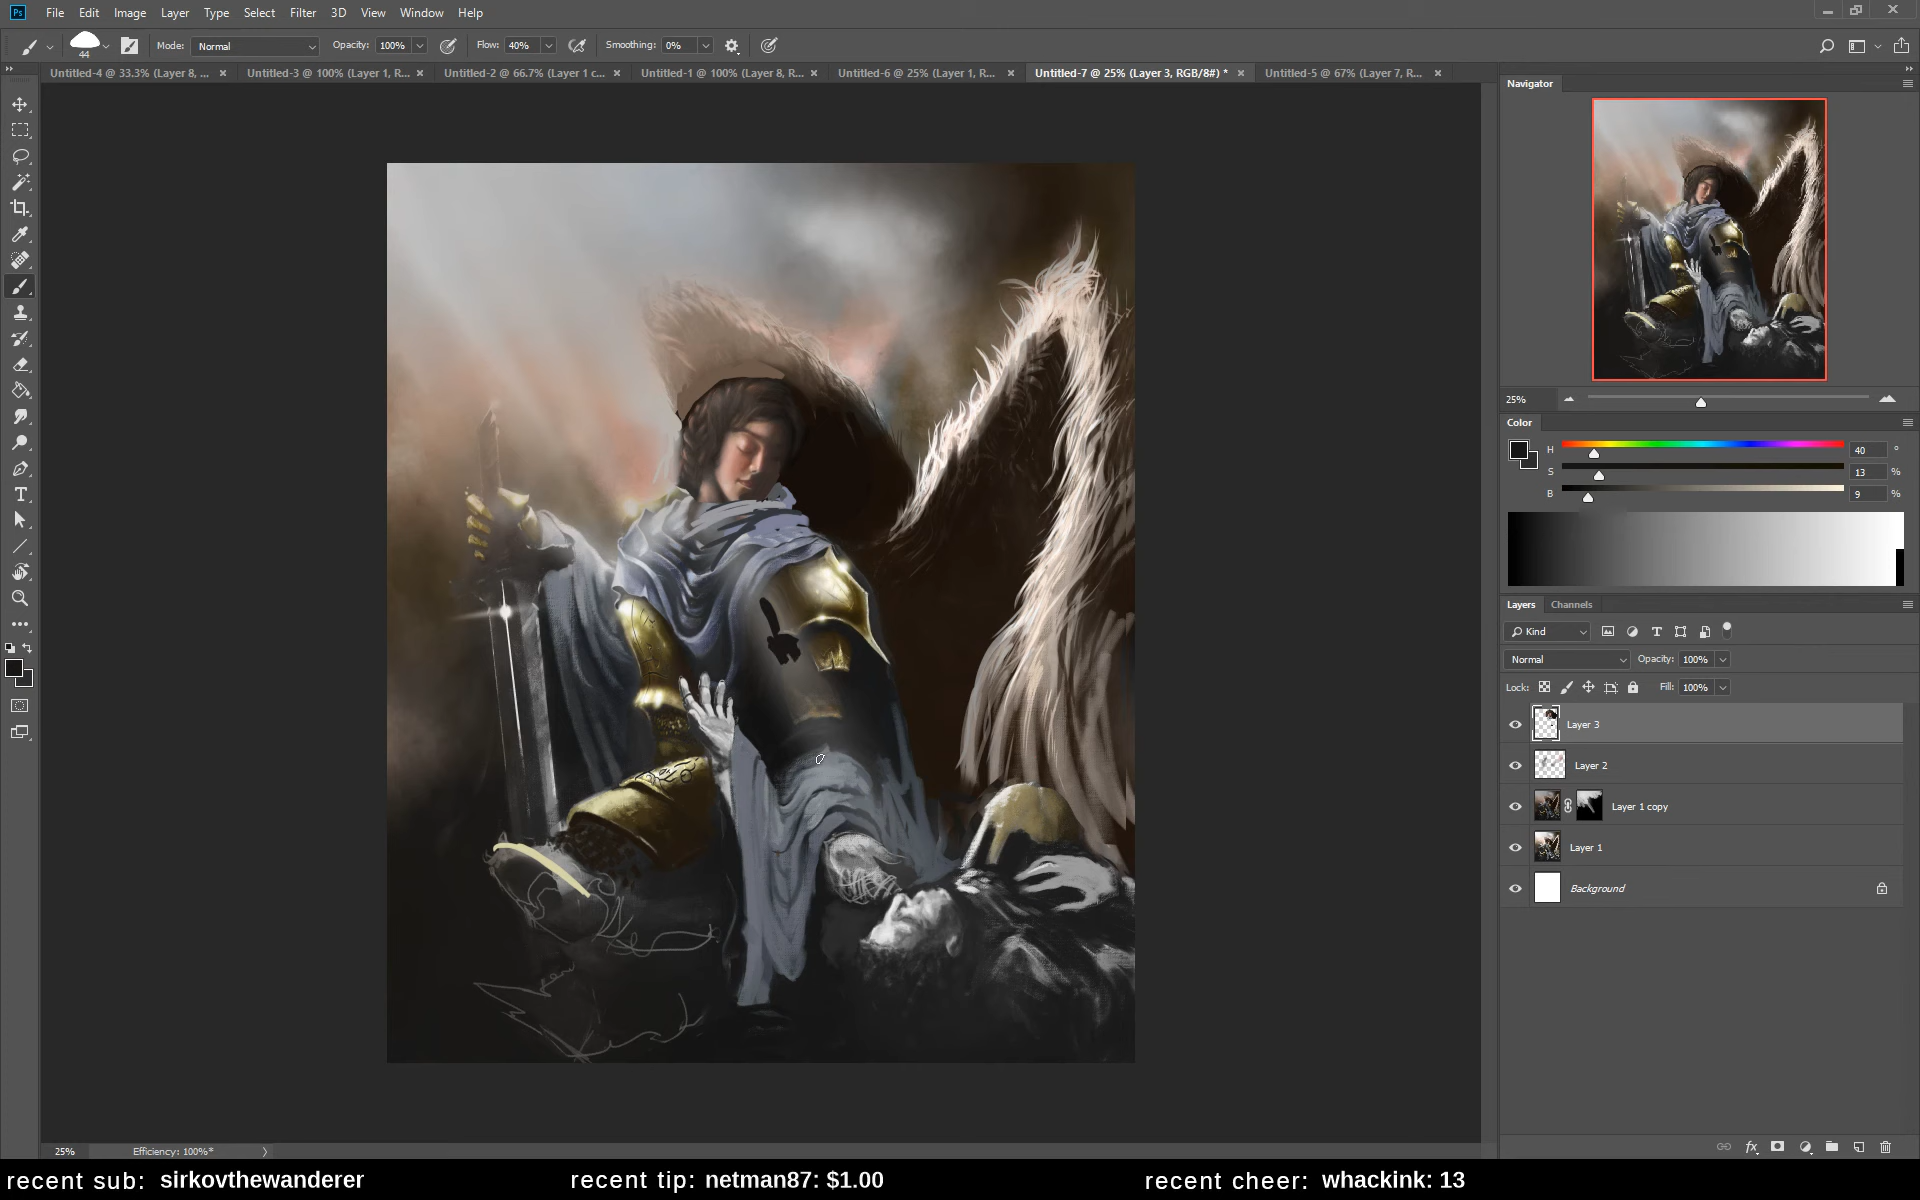 Ps File Edit Image Layer Type Select Filter 3D View Window Help
44 Mode: Normal Opacity: 100% Flow: 40% Smoothing: 0%
Untitled-4 @ 33.3% (Layer 8, ... Untitled-3 @ 100% (Layer 1, R... Untitled-2 @ 66.7% (Layer 1 c... Untitled-1 @ 100% (Layer 8, R... Untitled-6 @ 25% (Layer 1, R... Untitled-7 @ 25% (Layer 3, RGB/8#) * Untitled-5 @ 67% (Layer 7, R...
Navigator
25%
Color
H 40 °
S 13 %
B 9 %
Layers Channels
Kind
Normal Opacity: 100%
Lock: Fill: 100%
Layer 3
Layer 2
Layer 1 copy
Layer 1
Background
25% Efficiency: 100%*
recent sub: sirkovthewanderer recent tip: netman87: $1.00 recent cheer: whackink: 13